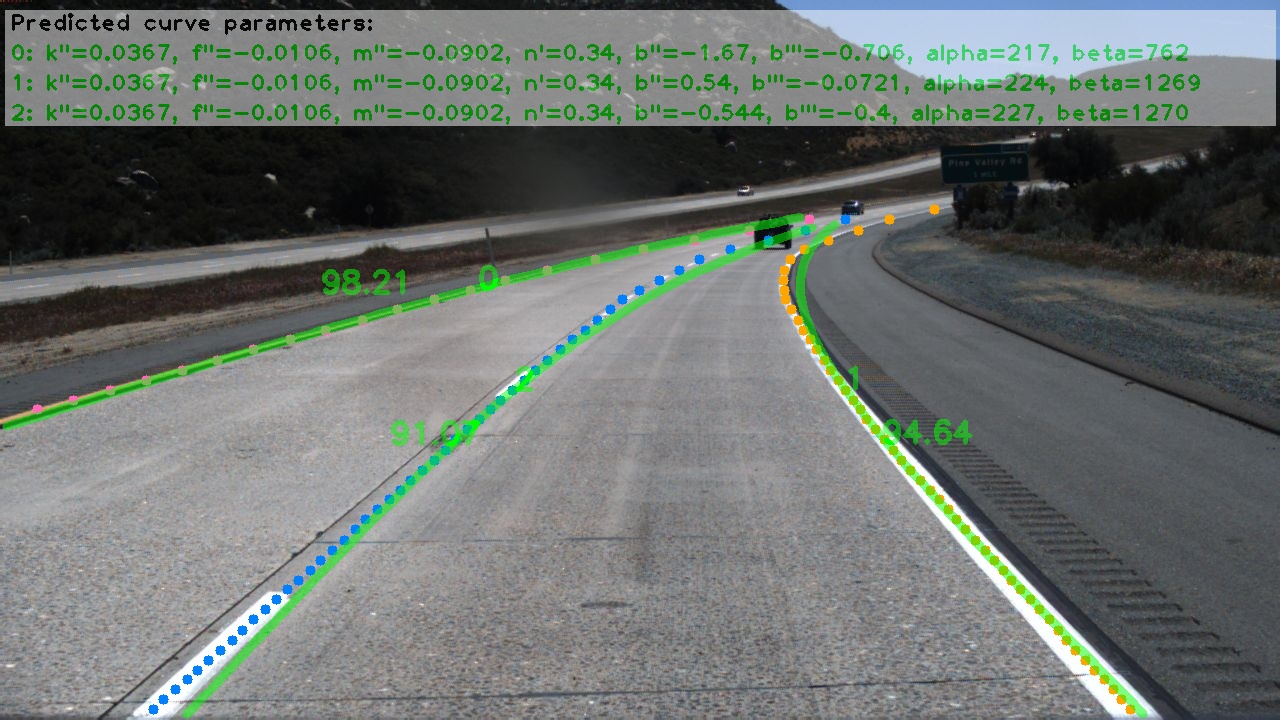 Predicted curve parameters:
0: k''=0.0367, f''=-0.0106, m''=-0.0902, n'=0.34, b''=-1.67, b'''=-0.706, alpha=217, beta=762
1: k''=0.0367, f''=-0.0106, m''=-0.0902, n'=0.34, b''=0.54, b'''=-0.0721, alpha=224, beta=1269
2: k''=0.0367, f''=-0.0106, m''=-0.0902, n'=0.34, b''=-0.544, b'''=-0.4, alpha=227, beta=1270
Pine Valley Rd
1 MILE
98.21 0
1
94.64